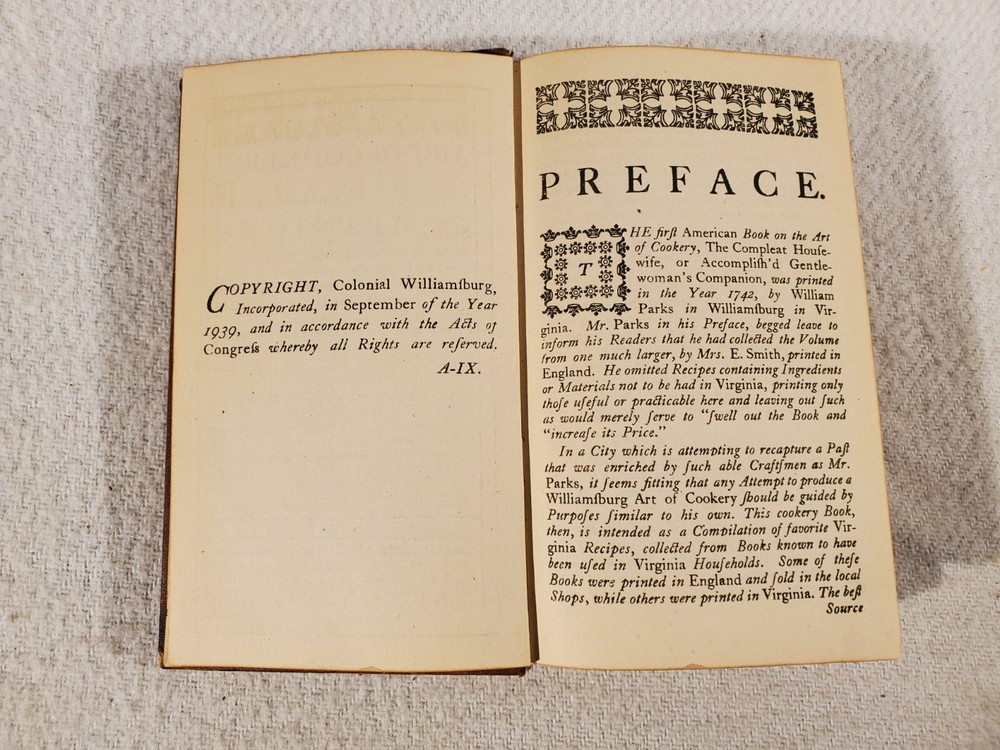 COPYRIGHT, Colonial Williamſburg,
Incorporated, in September of the Year
1939, and in accordance with the Acts of
Congreſs whereby all Rights are reſerved.
A-IX.
PREFACE.
THE firſt American Book on the Art
of Cookery, The Compleat Houſe-
wife, or Accompliſh'd Gentle-
woman's Companion, was printed
in the Year 1742, by William
Parks in Williamſburg in Vir-
ginia. Mr. Parks in his Preface, begged leave to
inform his Readers that he had collected the Volume
from one much larger, by Mrs. E. Smith, printed in
England. He omitted Recipes containing Ingredients
or Materials not to be had in Virginia, printing only
thoſe uſeful or practicable here and leaving out ſuch
as would merely ſerve to "ſwell out the Book and
"increaſe its Price."
In a City which is attempting to recapture a Paſt
that was enriched by ſuch able Craftſmen as Mr.
Parks, it ſeems fitting that any Attempt to produce a
Williamſburg Art of Cookery ſhould be guided by
Purpoſes ſimilar to his own. This cookery Book,
then, is intended as a Compilation of favorite Vir-
ginia Recipes, collected from Books known to have
been uſed in Virginia Houſeholds. Some of theſe
Books were printed in England and ſold in the local
Shops, while others were printed in Virginia. The beſt
Source